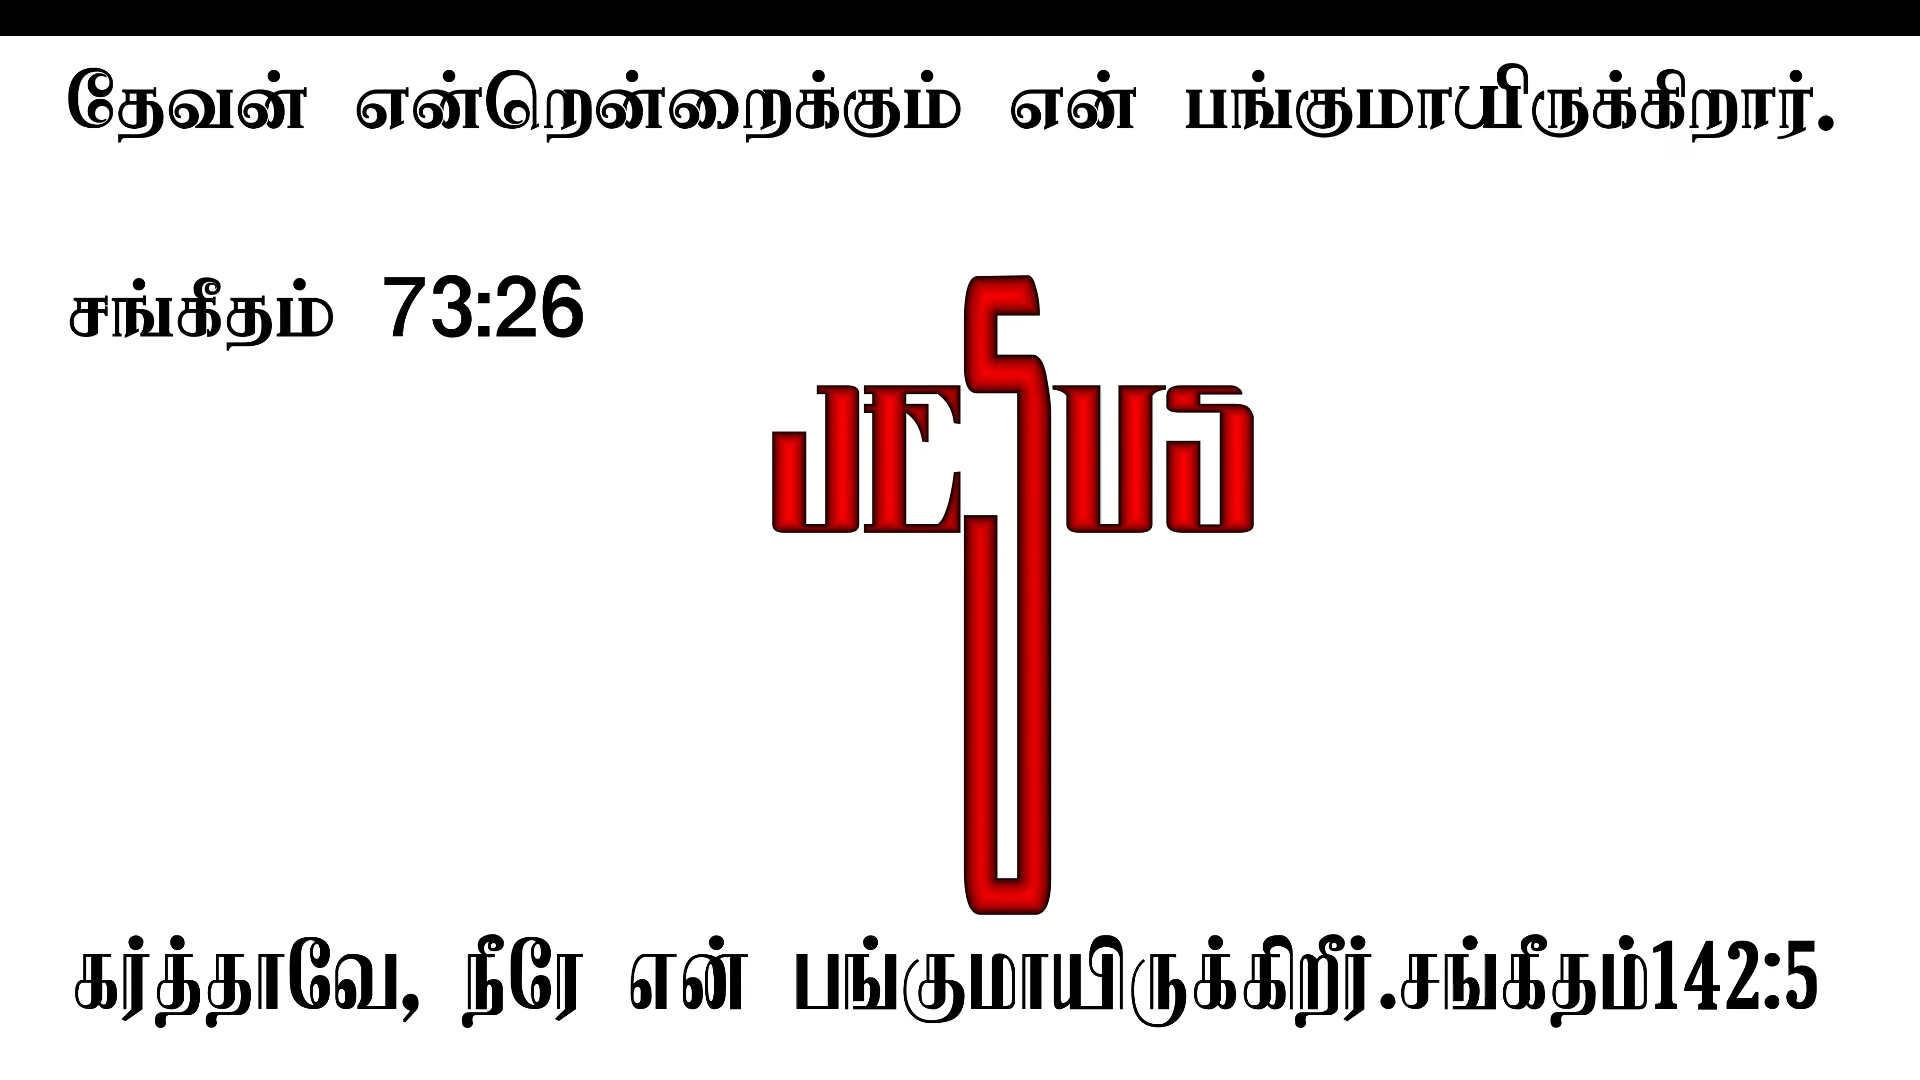 தேவன் என்றென்றைக்கும் என் பங்குமாயிருக்கிறார்.
சங்கீதம் 73:26
JESUS
கர்த்தாவே, நீரே என் பங்குமாயிருக்கிறீர்.சங்கீதம்142:5